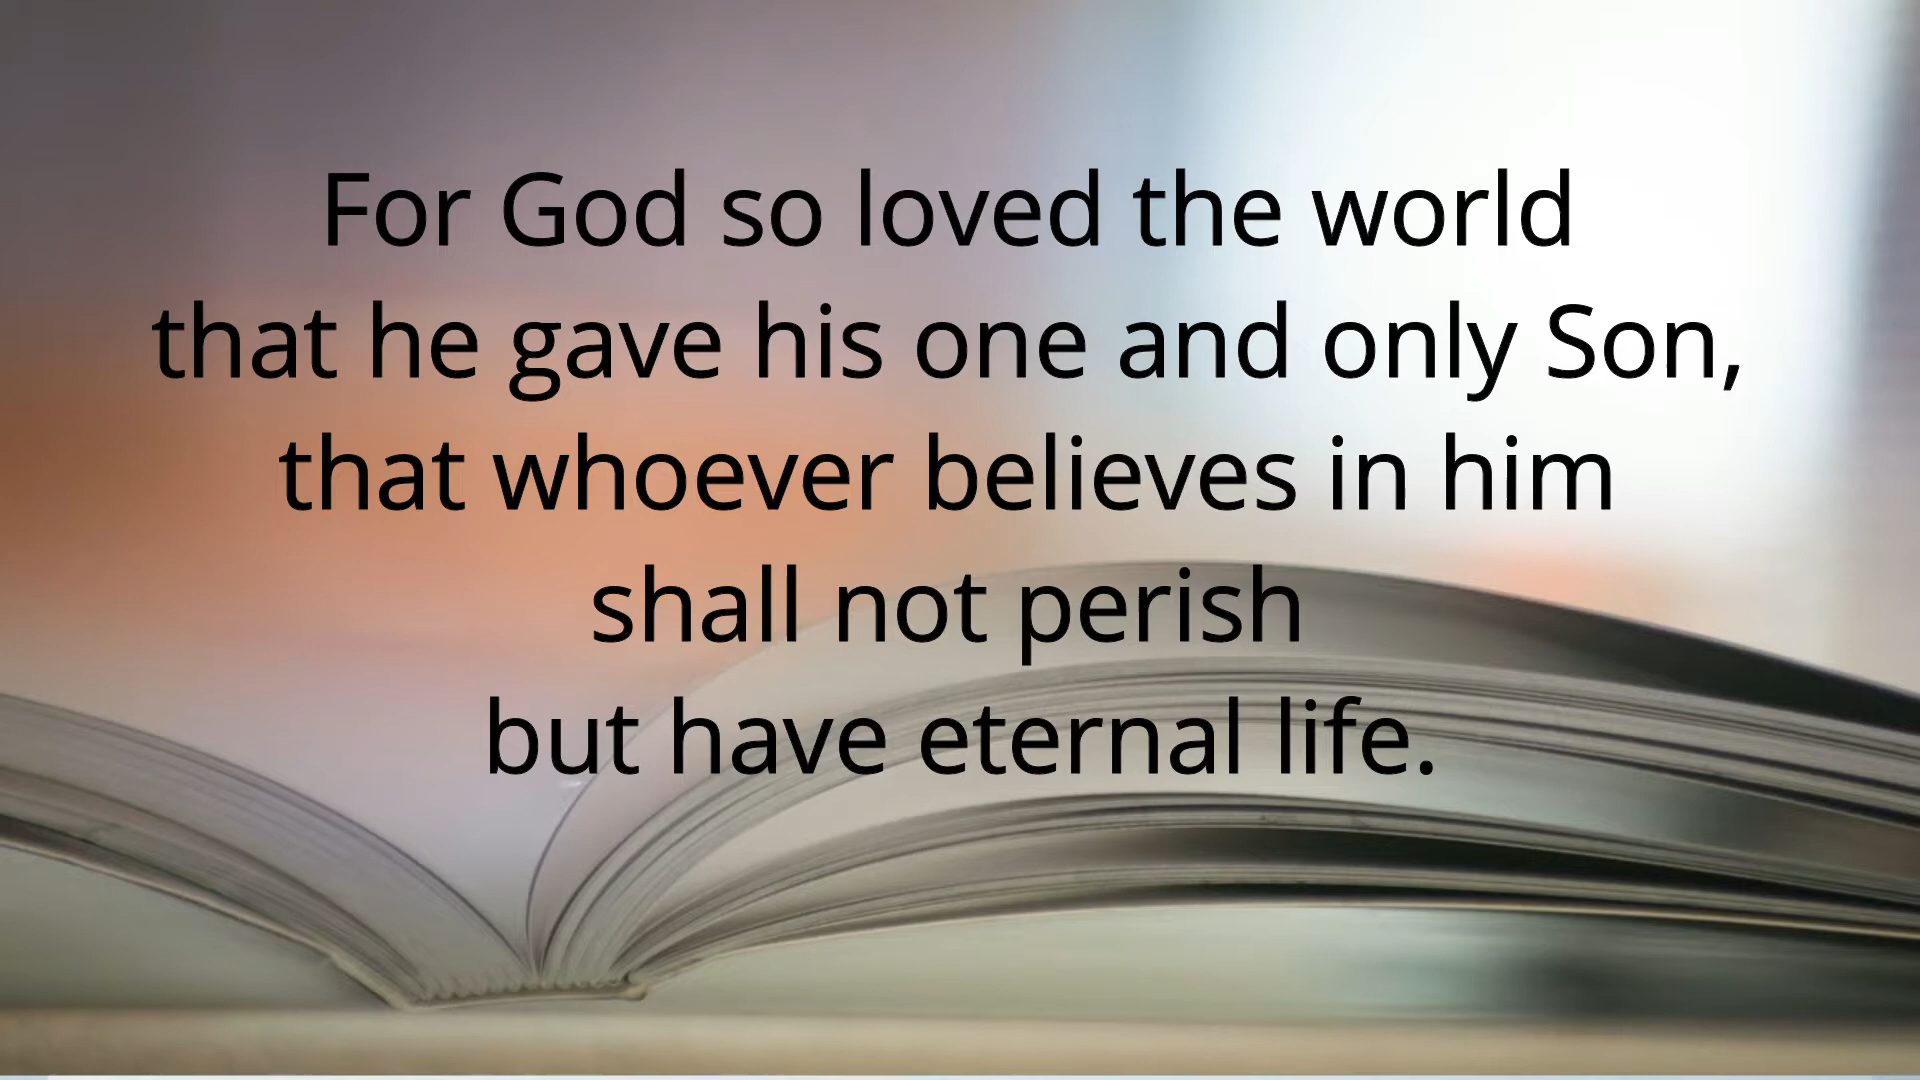 For God so loved the world
that he gave his one and only Son,
that whoever believes in him
shall not perish
but have eternal life.